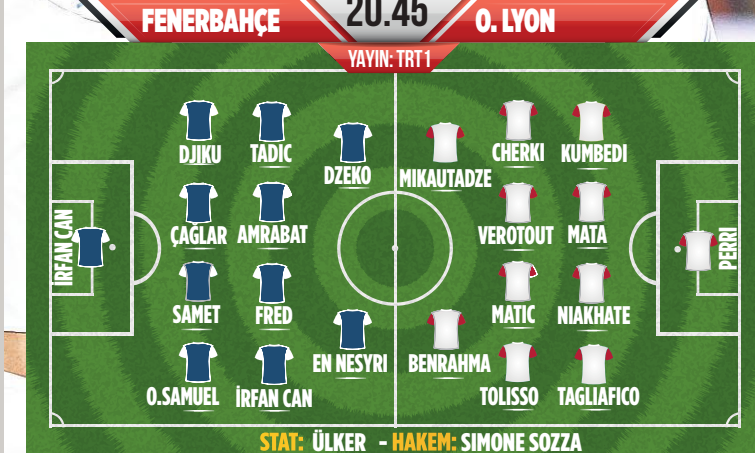 FENERBAHÇE 20.45 O. LYON
YAYIN: TRT1
DJIKU TADIC DZEKO MIKAUTADZE CHERKI KUMBEDI
İRFAN CAN ÇAĞLAR AMRABAT VEROTOUT MATA PERRI
SAMET FRED MATIC NIAKHATE
O.SAMUEL İRFAN CAN EN NESYRI BENRAHMA TOLISSO TAGLIAFICO
STAT: ÜLKER - HAKEM: SIMONE SOZZA